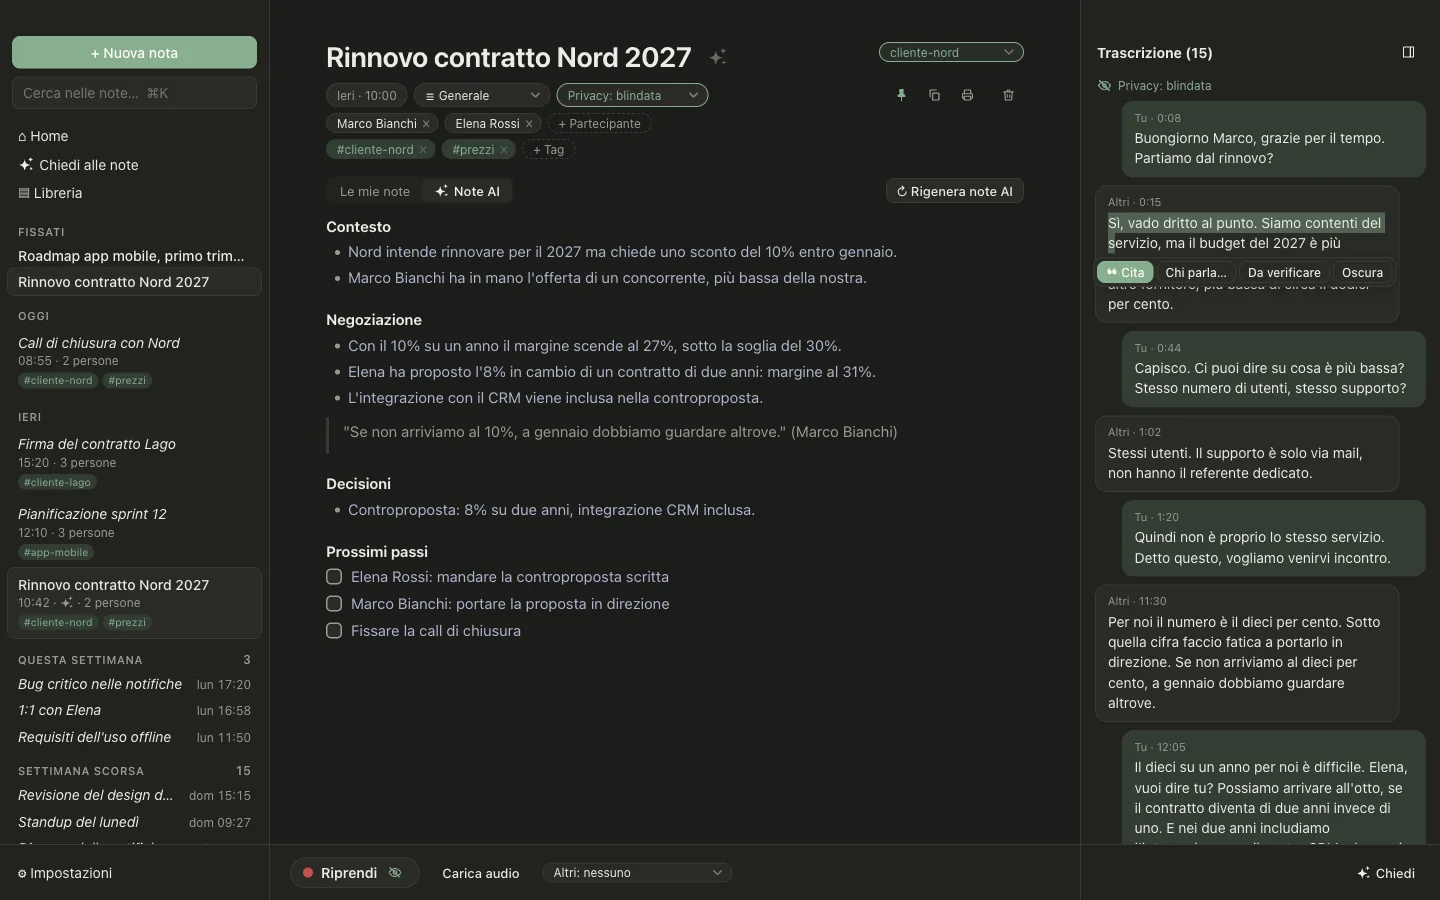 + Nuova nota
Cerca nelle note... ⌘K
Home
Chiedi alle note
Libreria
FISSATI
Roadmap app mobile, primo trim...
Rinnovo contratto Nord 2027
OGGI
Call di chiusura con Nord
08:55 · 2 persone
#cliente-nord #prezzi
IERI
Firma del contratto Lago
15:20 · 3 persone
#cliente-lago
Pianificazione sprint 12
12:10 · 3 persone
#app-mobile
Rinnovo contratto Nord 2027
10:42 · · 2 persone
#cliente-nord #prezzi
QUESTA SETTIMANA 3
Bug critico nelle notifiche lun 17:20
1:1 con Elena lun 16:58
Requisiti dell'uso offline lun 11:50
SETTIMANA SCORSA 15
Revisione del design d... dom 15:15
Standup del lunedì dom 09:27
Impostazioni
Rinnovo contratto Nord 2027
cliente-nord
Ieri · 10:00 Generale Privacy: blindata
Marco Bianchi × Elena Rossi × + Partecipante
#cliente-nord × #prezzi × + Tag
Le mie note Note AI
Rigenera note AI
Contesto
• Nord intende rinnovare per il 2027 ma chiede uno sconto del 10% entro gennaio.
• Marco Bianchi ha in mano l'offerta di un concorrente, più bassa della nostra.
Negoziazione
• Con il 10% su un anno il margine scende al 27%, sotto la soglia del 30%.
• Elena ha proposto l'8% in cambio di un contratto di due anni: margine al 31%.
• L'integrazione con il CRM viene inclusa nella controproposta.
"Se non arriviamo al 10%, a gennaio dobbiamo guardare altrove." (Marco Bianchi)
Decisioni
• Controproposta: 8% su due anni, integrazione CRM inclusa.
Prossimi passi
Elena Rossi: mandare la controproposta scritta
Marco Bianchi: portare la proposta in direzione
Fissare la call di chiusura
Riprendi
Carica audio
Altri: nessuno
Trascrizione (15)
Privacy: blindata
Tu · 0:08
Buongiorno Marco, grazie per il tempo.
Partiamo dal rinnovo?
Altri · 0:15
Sì, vado dritto al punto. Siamo contenti del
servizio, ma il budget del 2027 è più
Cita Chi parla... Da verificare Oscura
per cento.
Tu · 0:44
Capisco. Ci puoi dire su cosa è più bassa?
Stesso numero di utenti, stesso supporto?
Altri · 1:02
Stessi utenti. Il supporto è solo via mail,
non hanno il referente dedicato.
Tu · 1:20
Quindi non è proprio lo stesso servizio.
Detto questo, vogliamo venirvi incontro.
Altri · 11:30
Per noi il numero è il dieci per cento. Sotto
quella cifra faccio fatica a portarlo in
direzione. Se non arriviamo al dieci per
cento, a gennaio dobbiamo guardare
altrove.
Tu · 12:05
Il dieci su un anno per noi è difficile. Elena,
vuoi dire tu? Possiamo arrivare all'otto, se
il contratto diventa di due anni invece di
uno. E nei due anni includiamo
Chiedi